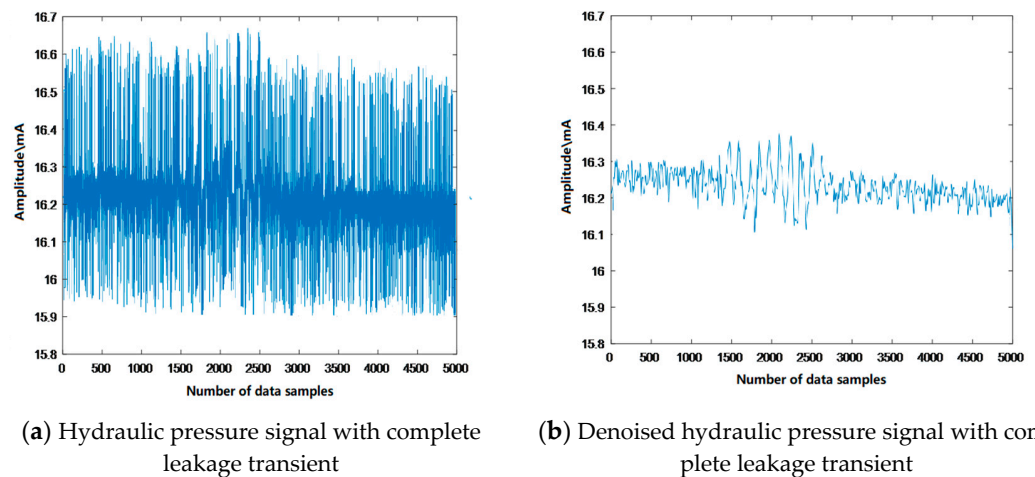 16.7
16.6
16.5
16.4
16.3
16.2
16.1
16
15.9
15.8
Amplitude\mA
0 500 1000 1500 2000 2500 3000 3500 4000 4500 5000
Number of data samples
(a) Hydraulic pressure signal with complete
leakage transient
16.7
16.6
16.5
16.4
16.3
16.2
16.1
16
15.9
15.8
Amplitude\mA
0 500 1000 1500 2000 2500 3000 3500 4000 4500 5000
Number of data samples
(b) Denoised hydraulic pressure signal with com
plete leakage transient